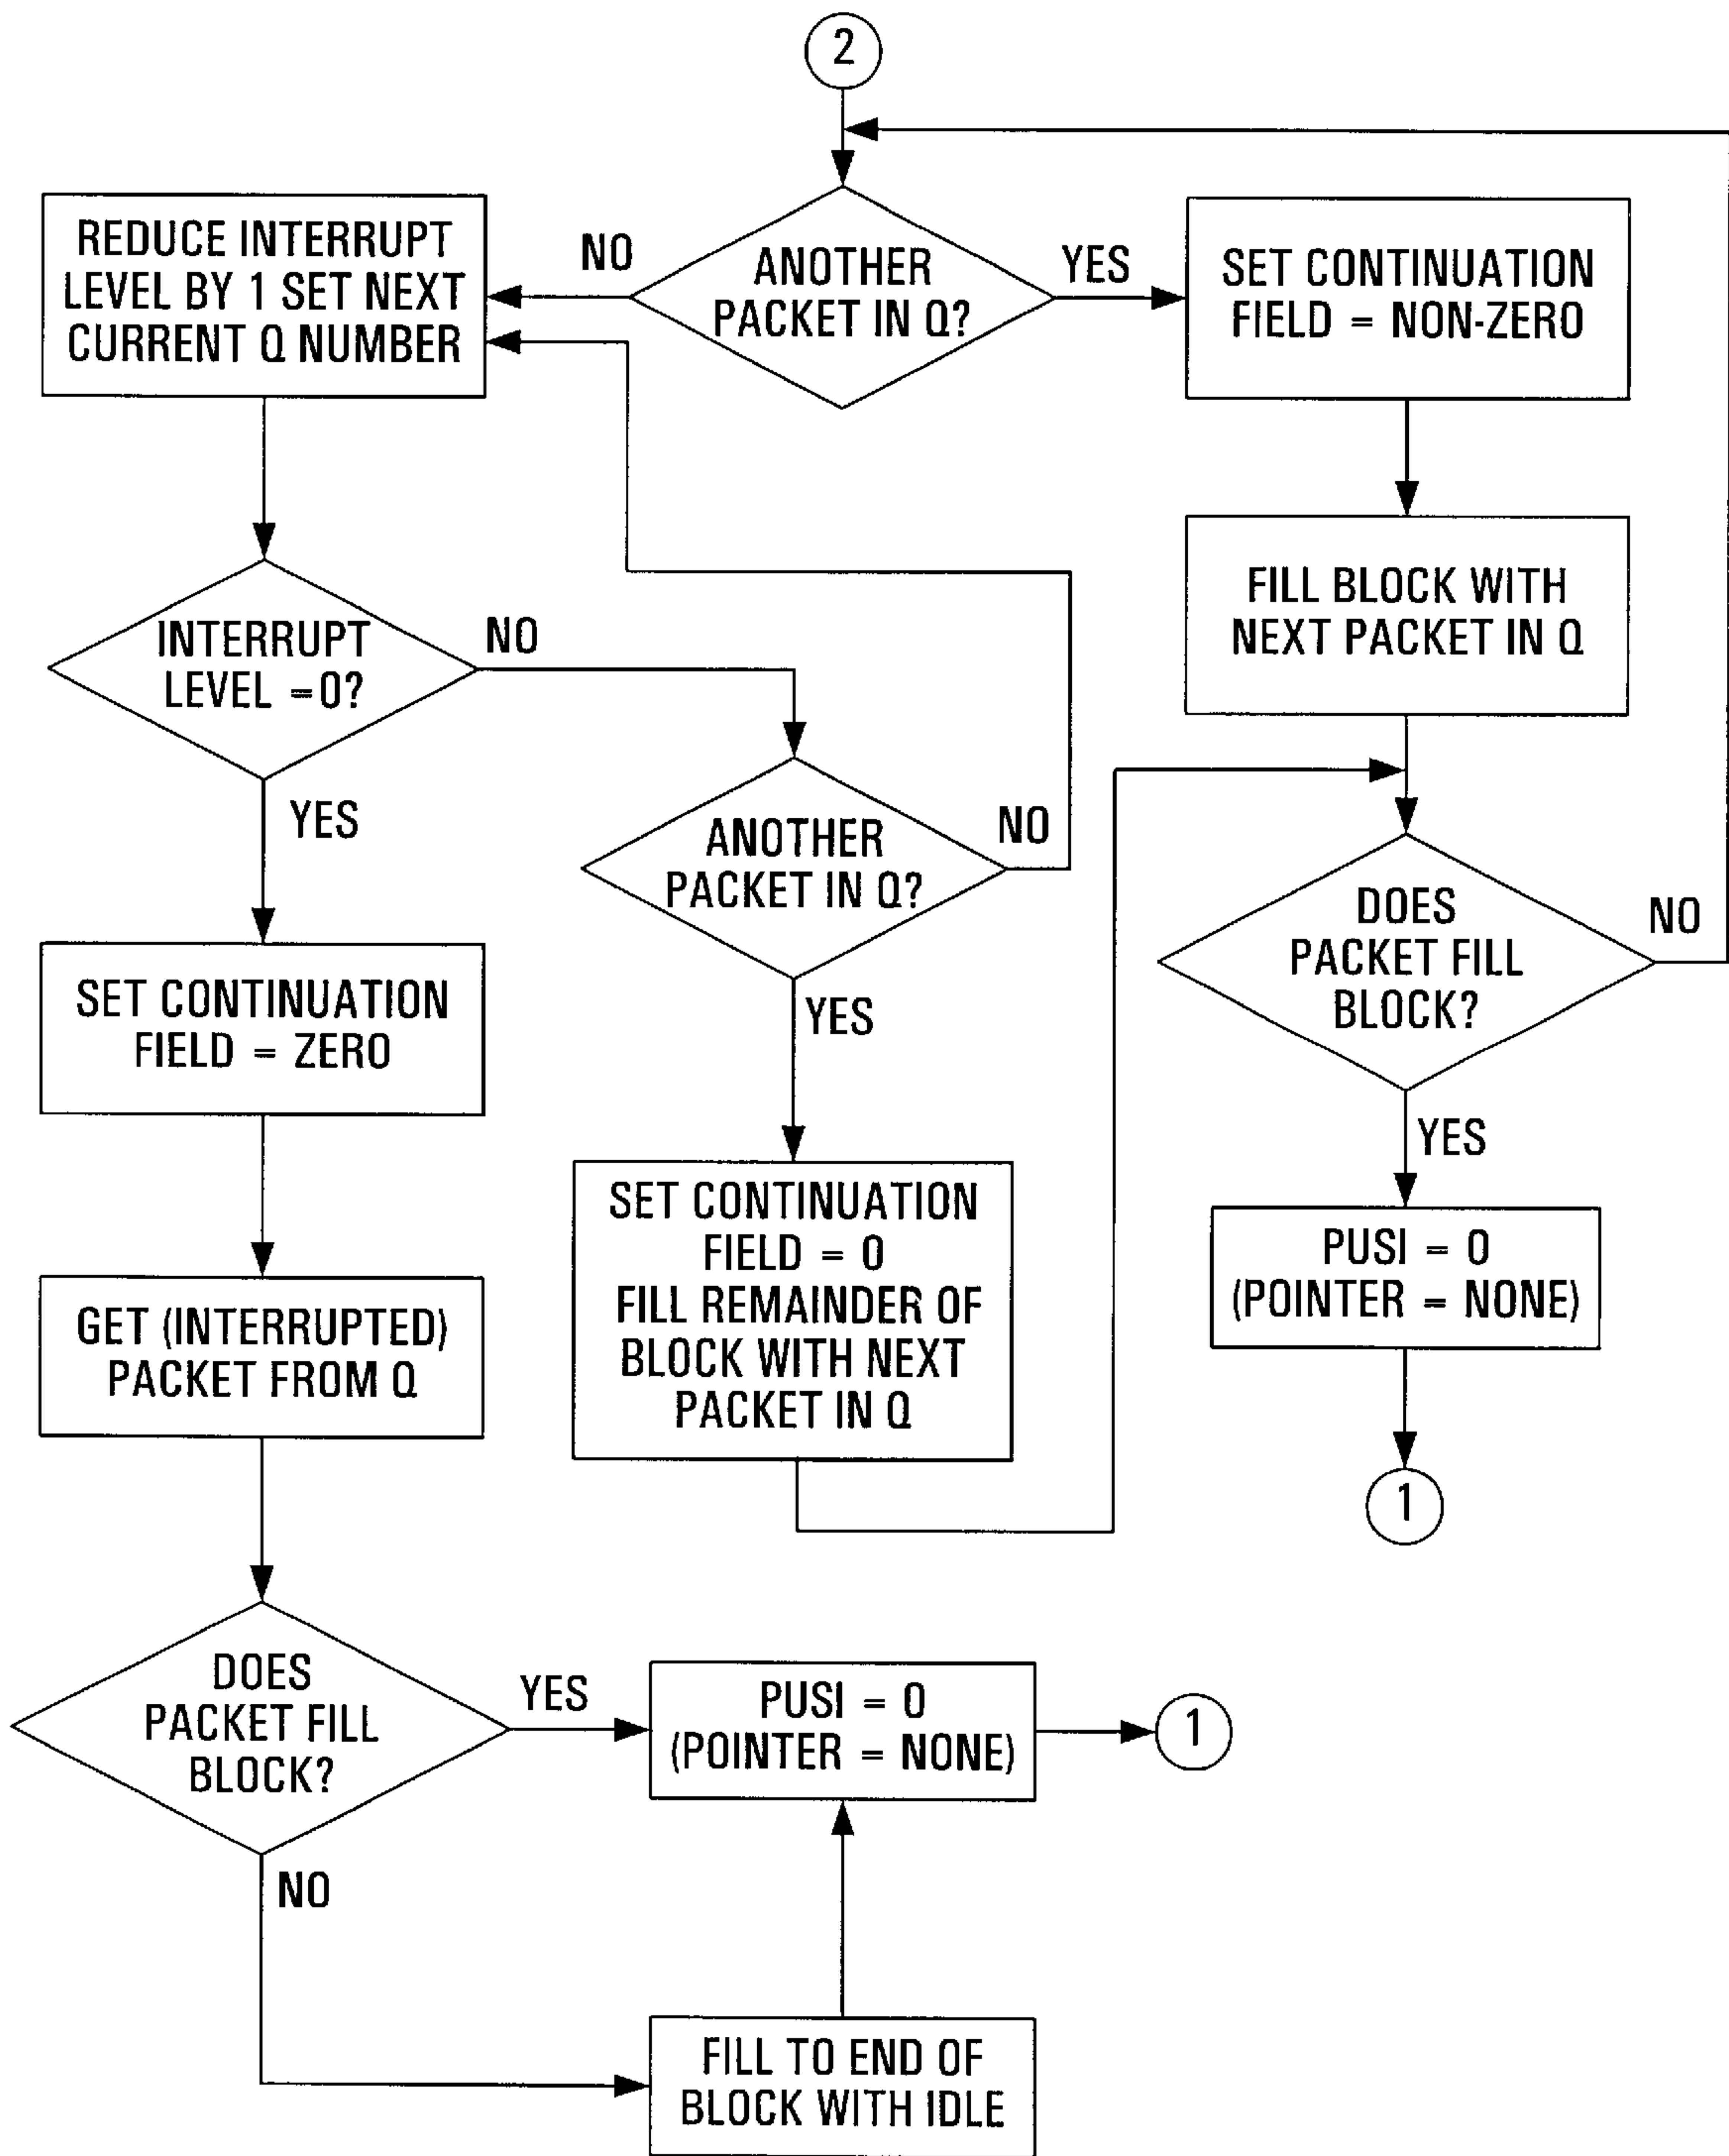 2
REDUCE INTERRUPT
LEVEL BY 1 SET NEXT
CURRENT Q NUMBER
NO
ANOTHER
PACKET IN Q?
YES
SET CONTINUATION
FIELD = NON-ZERO
FILL BLOCK WITH
NEXT PACKET IN Q
INTERRUPT
LEVEL =0?
NO
YES
ANOTHER
PACKET IN Q?
NO
YES
DOES
PACKET FILL
BLOCK?
NO
YES
SET CONTINUATION
FIELD = ZERO
SET CONTINUATION
FIELD = 0
FILL REMAINDER OF
BLOCK WITH NEXT
PACKET IN Q
PUSI = 0
(POINTER = NONE)
1
GET (INTERRUPTED)
PACKET FROM Q
DOES
PACKET FILL
BLOCK?
YES
PUSI = 0
(POINTER = NONE)
1
NO
FILL TO END OF
BLOCK WITH IDLE